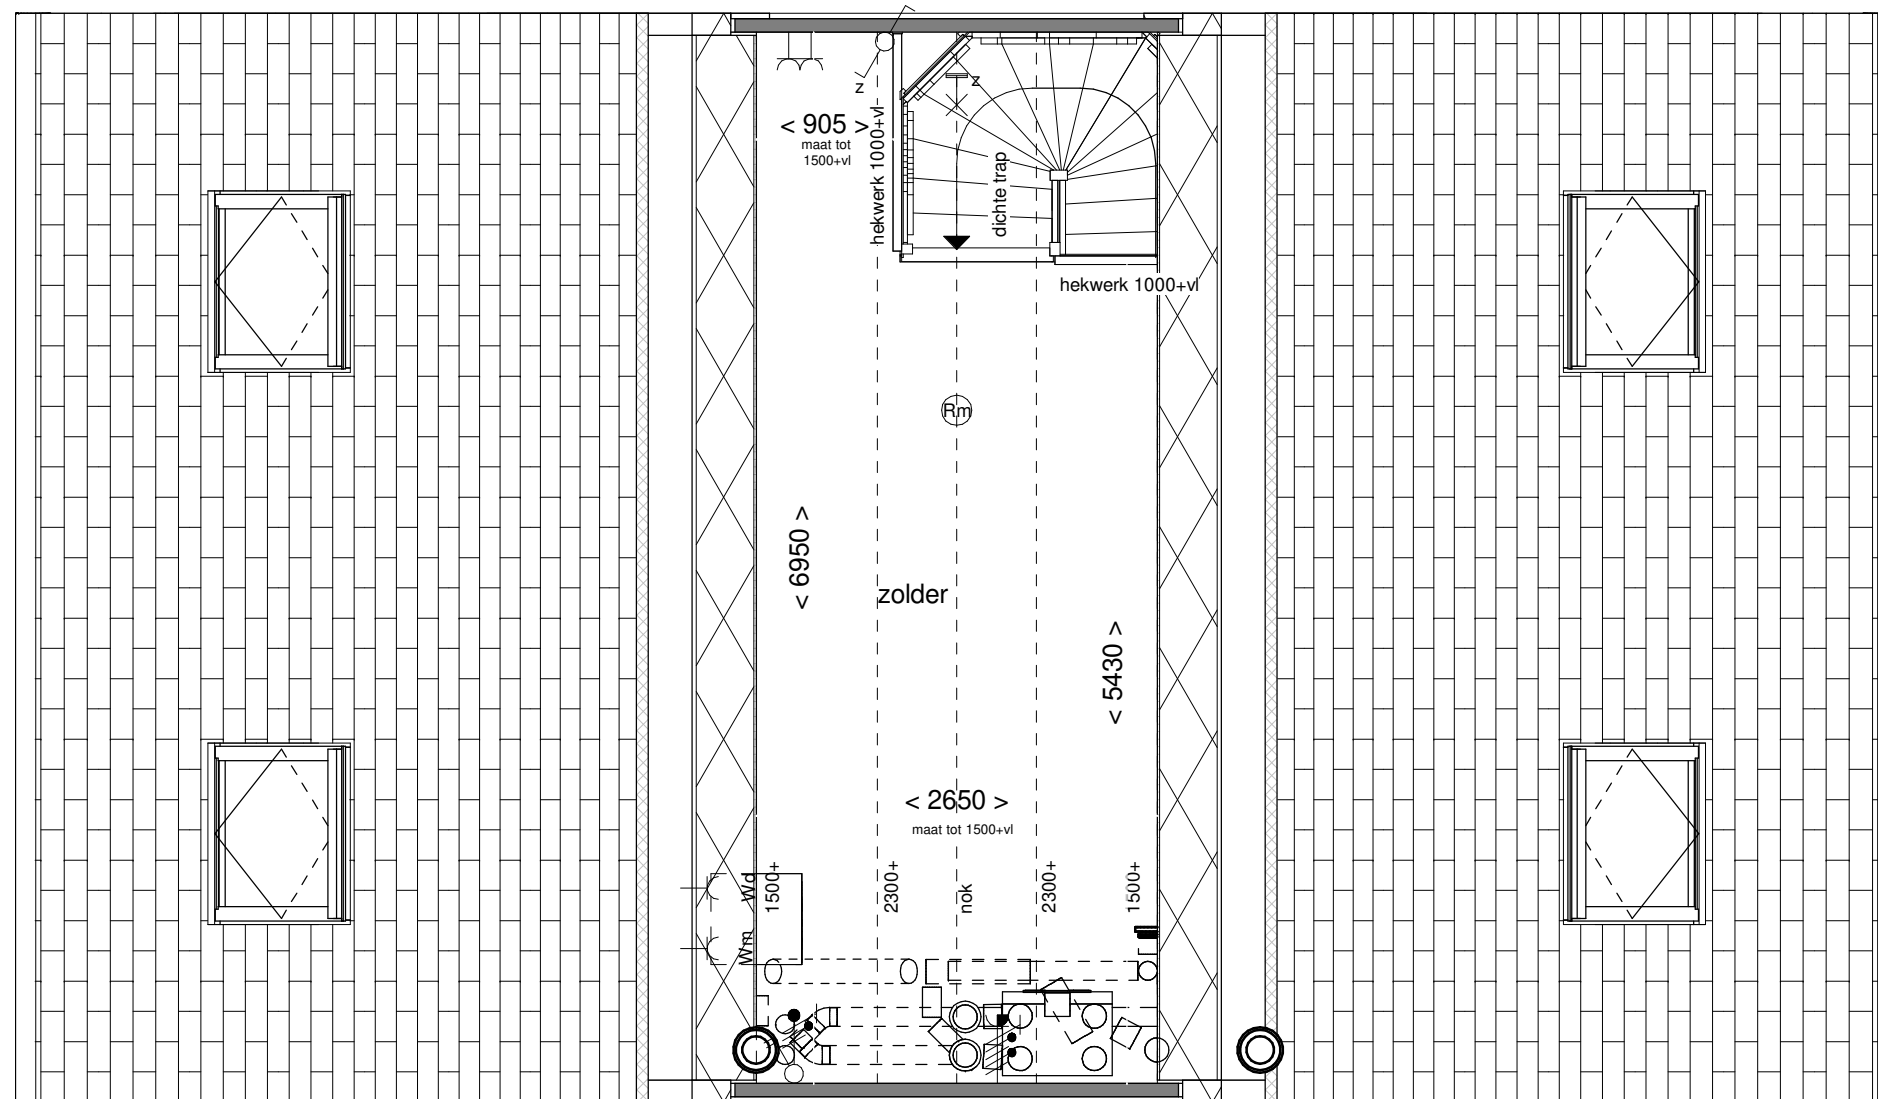 z
z
< 905 >
maat tot
1500+vl
hekwerk 1000+vl
dichte trap
hekwerk 1000+vl
Rm
< 6950 >
zolder
< 5430 >
< 2650 >
maat tot 1500+vl
Wd
1500+
2300+
nok
2300+
1500+
Wm